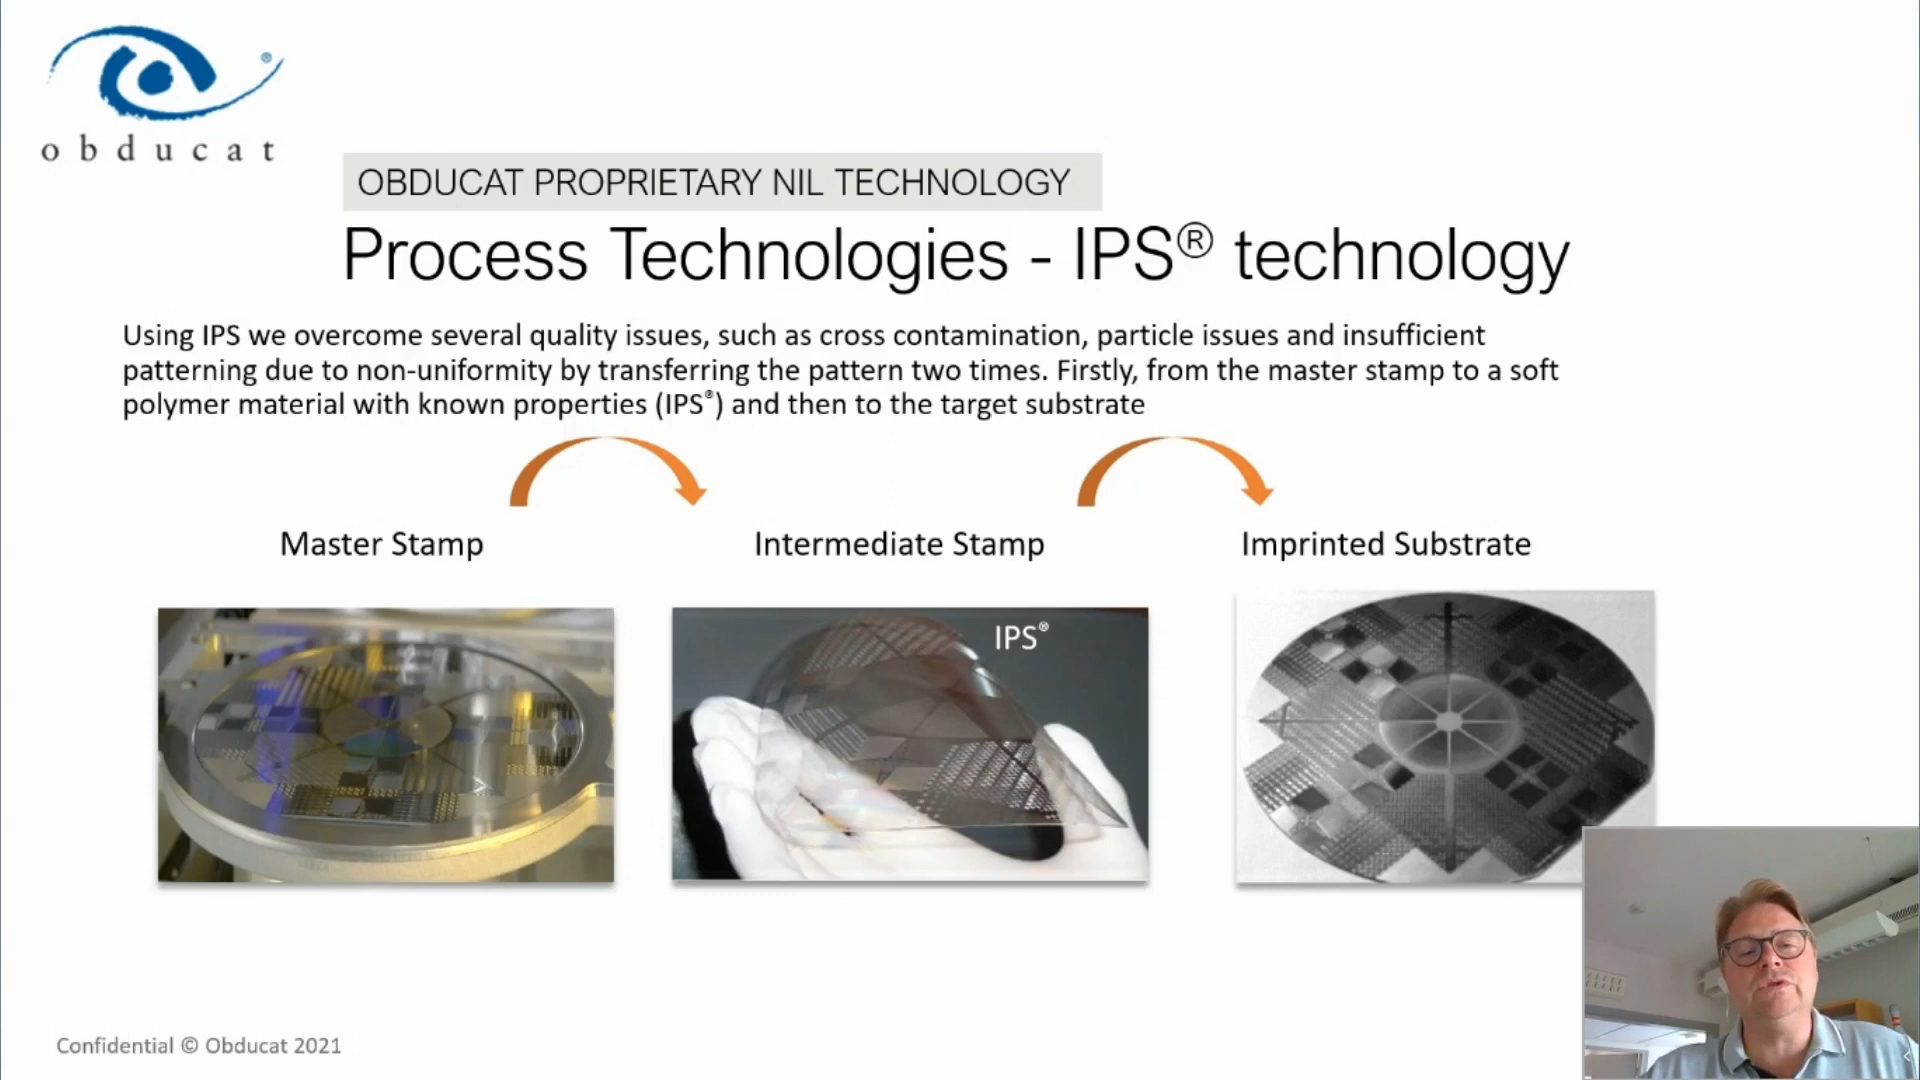 obducat
®
OBDUCAT PROPRIETARY NIL TECHNOLOGY
Process Technologies - IPS® technology
Using IPS we overcome several quality issues, such as cross contamination, particle issues and insufficient
patterning due to non-uniformity by transferring the pattern two times. Firstly, from the master stamp to a soft
polymer material with known properties (IPS®) and then to the target substrate
Master Stamp
Intermediate Stamp
Imprinted Substrate
IPS®
Confidential © Obducat 2021